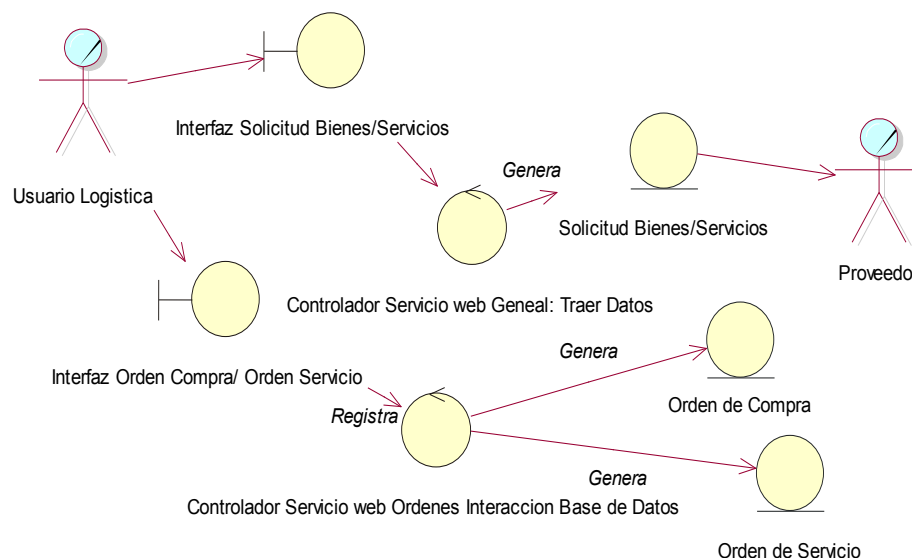 Interfaz Solicitud Bienes/Servicios
Genera
Usuario Logistica
Solicitud Bienes/Servicios
Proveedo
Controlador Servicio web Geneal: Traer Datos
Genera
Interfaz Orden Compra/ Orden Servicio
Registra
Orden de Compra
Genera
Controlador Servicio web Ordenes Interaccion Base de Datos
Orden de Servicio